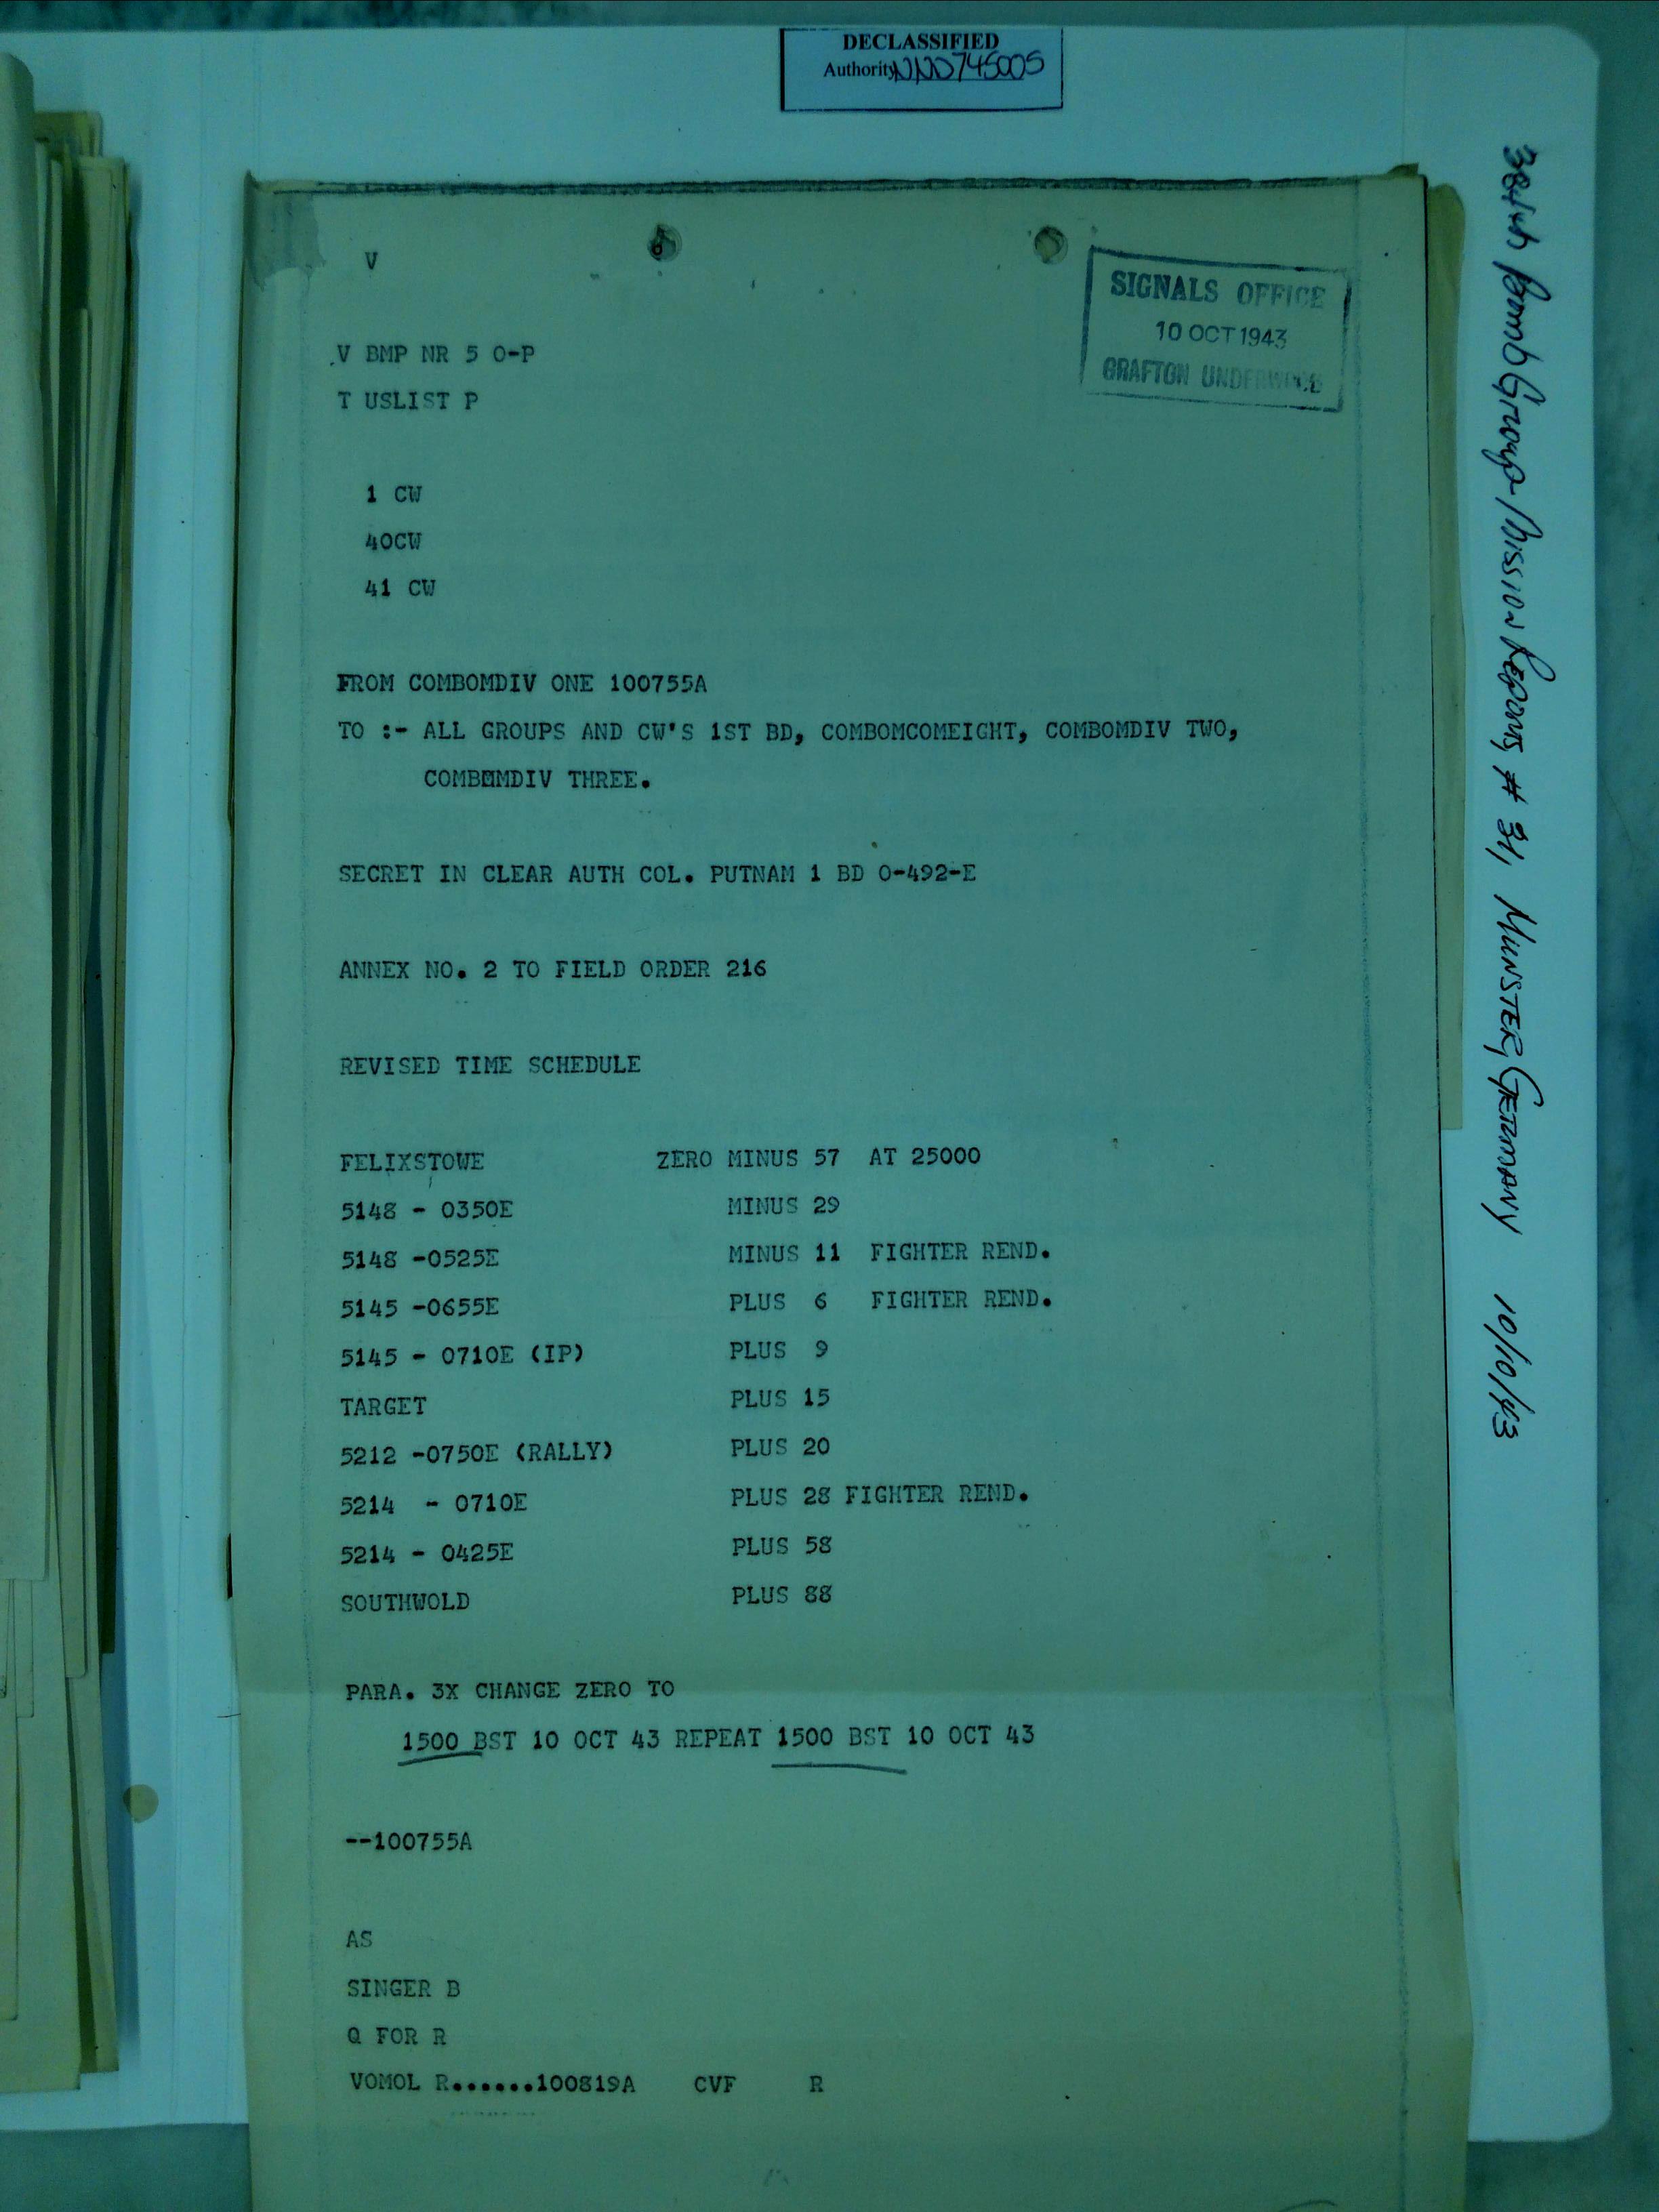 DECLASSIFIED
Authority NND745005
V
SIGNALS OFFICE
10 OCT 1943
GRAFTON UNDERWOOD
V BMP NR 5 O-P
T USLIST P
1 CW
40CW
41 CW
FROM COMBOMDIV ONE 100755A
TO :- ALL GROUPS AND CW'S 1ST BD, COMBOMCOMEIGHT, COMBOMDIV TWO,
COMBOMDIV THREE.
SECRET IN CLEAR AUTH COL. PUTNAM 1 BD O-492-E
ANNEX NO. 2 TO FIELD ORDER 216
REVISED TIME SCHEDULE
FELIXSTOWE ZERO MINUS 57 AT 25000
5148 - 0350E MINUS 29
5148 -0525E MINUS 11 FIGHTER REND.
5145 -0655E PLUS 6 FIGHTER REND.
5145 - 0710E (IP) PLUS 9
TARGET PLUS 15
5212 -0750E (RALLY) PLUS 20
5214 - 0710E PLUS 28 FIGHTER REND.
5214 - 0425E PLUS 58
SOUTHWOLD PLUS 88
PARA. 3X CHANGE ZERO TO
1500 BST 10 OCT 43 REPEAT 1500 BST 10 OCT 43
--100755A
AS
SINGER B
Q FOR R
VOMOL R.......100819A CVF R
384th Bomb Group-Mission Reports # 31, MUNSTER, GERMANY 10/10/43